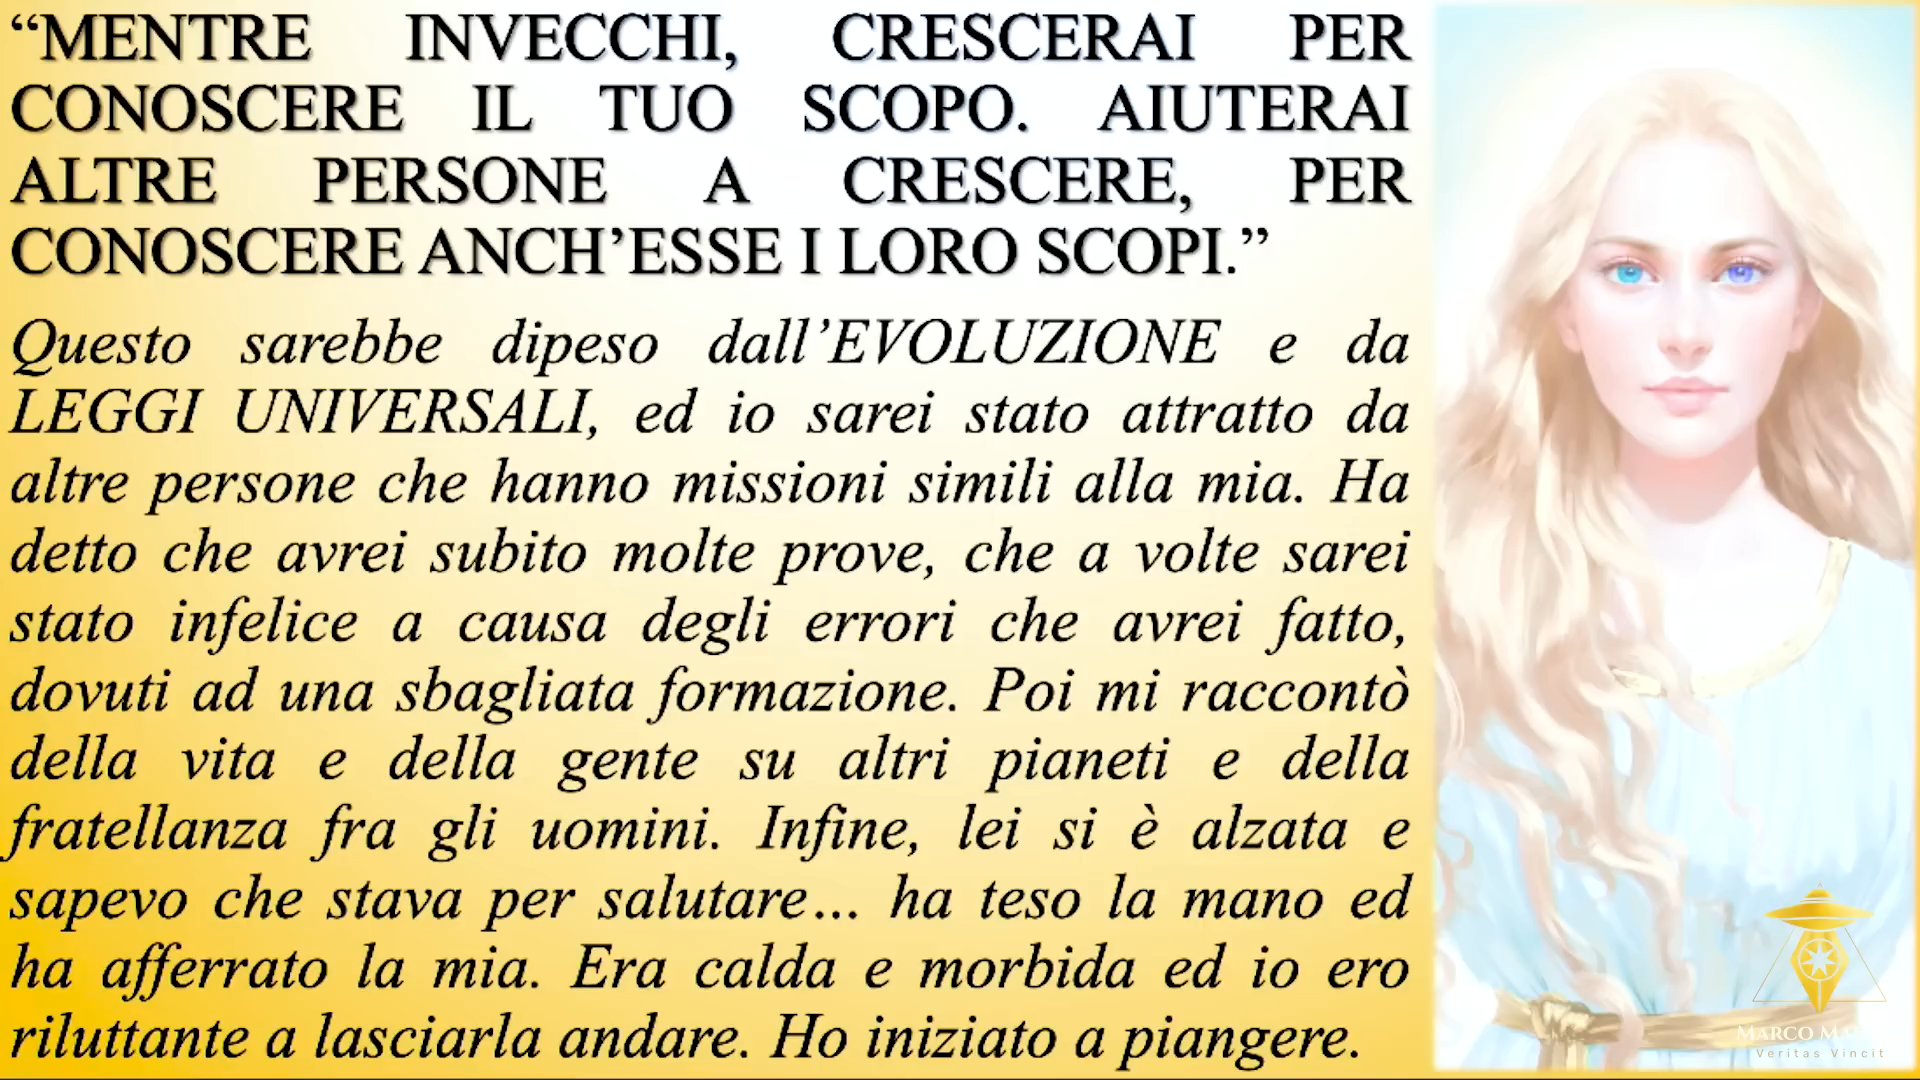 “MENTRE INVECCHI, CRESCERAI PER
CONOSCERE IL TUO SCOPO. AIUTERAI
ALTRE PERSONE A CRESCERE, PER
CONOSCERE ANCH’ESSE I LORO SCOPI.”
Questo sarebbe dipeso dall’EVOLUZIONE e da
LEGGI UNIVERSALI, ed io sarei stato attratto da
altre persone che hanno missioni simili alla mia. Ha
detto che avrei subito molte prove, che a volte sarei
stato infelice a causa degli errori che avrei fatto,
dovuti ad una sbagliata formazione. Poi mi raccontò
della vita e della gente su altri pianeti e della
fratellanza fra gli uomini. Infine, lei si è alzata e
sapevo che stava per salutare… ha teso la mano ed
ha afferrato la mia. Era calda e morbida ed io ero
riluttante a lasciarla andare. Ho iniziato a piangere.
MARCO
Veritas Vincit